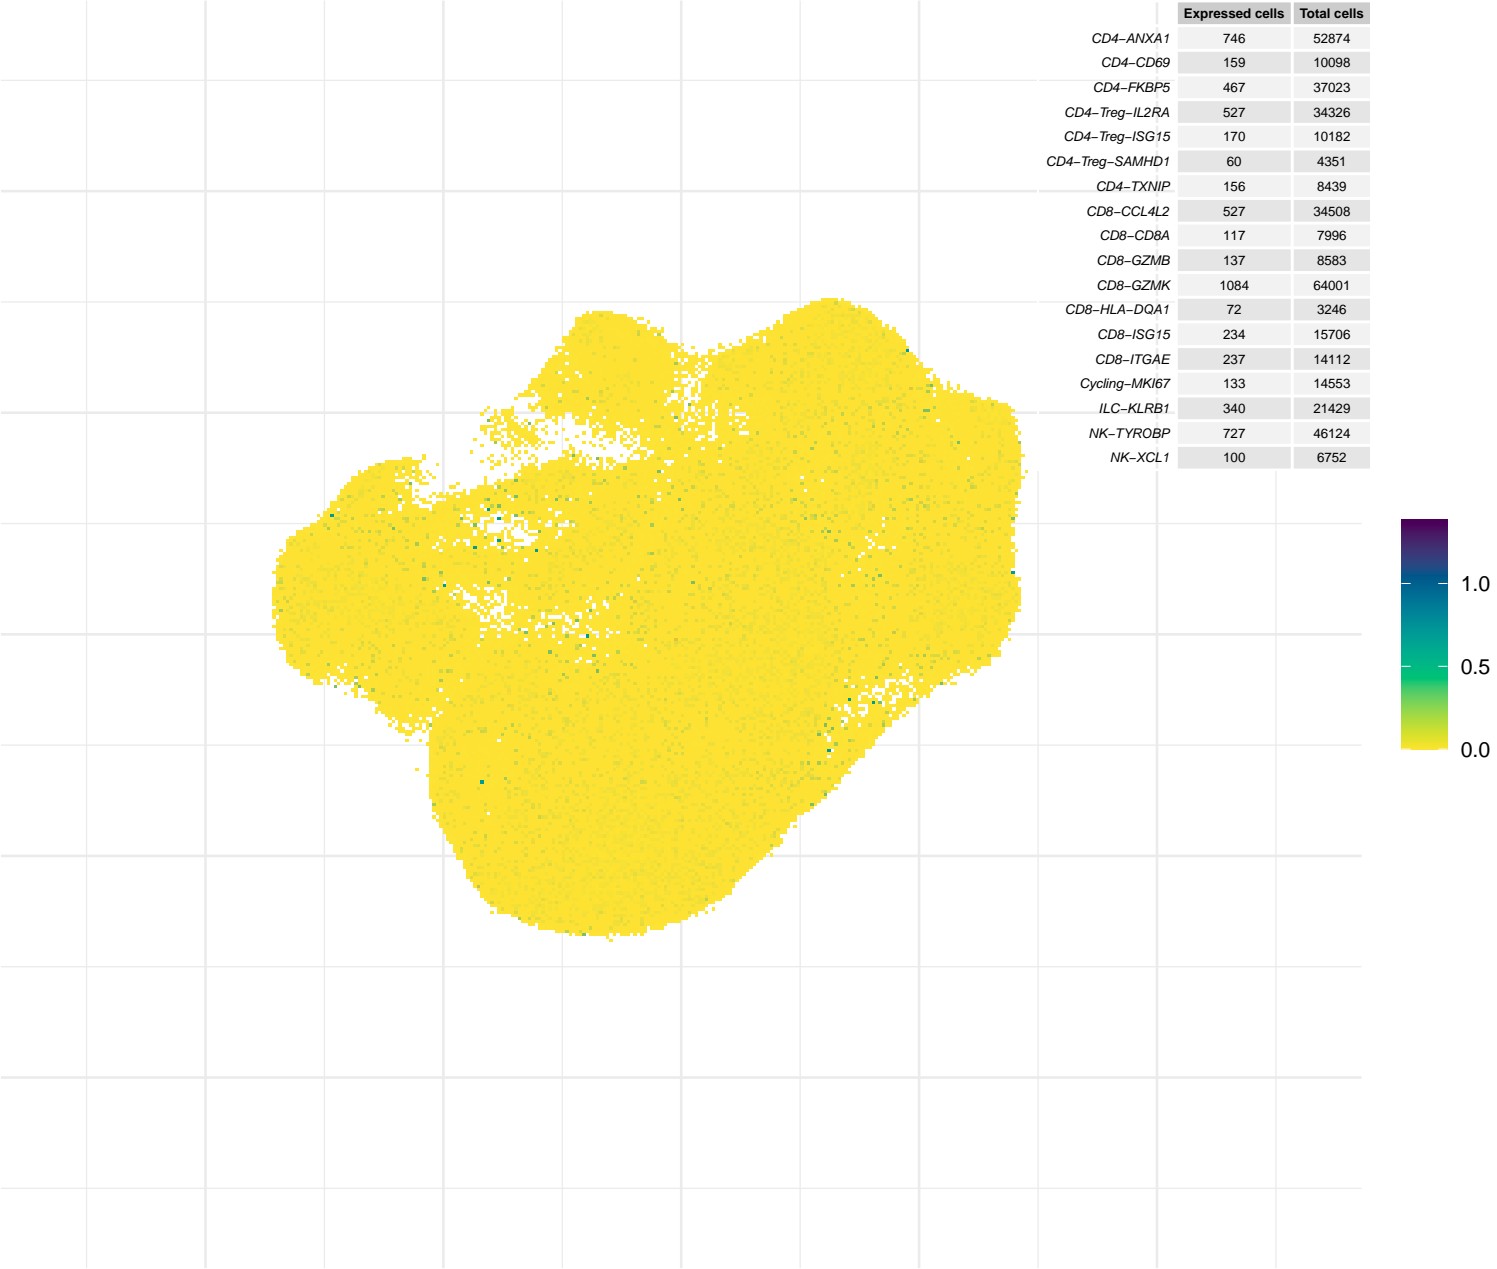 Expressed cells Total cells
CD4−ANXA1 746 52874
CD4−CD69 159 10098
CD4−FKBP5 467 37023
CD4−Treg−IL2RA 527 34326
CD4−Treg−ISG15 170 10182
CD4−Treg−SAMHD1 60 4351
CD4−TXNIP 156 8439
CD8−CCL4L2 527 34508
CD8−CD8A 117 7996
CD8−GZMB 137 8583
CD8−GZMK 1084 64001
CD8−HLA−DQA1 72 3246
CD8−ISG15 234 15706
CD8−ITGAE 237 14112
Cycling−MKI67 133 14553
ILC−KLRB1 340 21429
NK−TYROBP 727 46124
NK−XCL1 100 6752
1.0
0.5
0.0